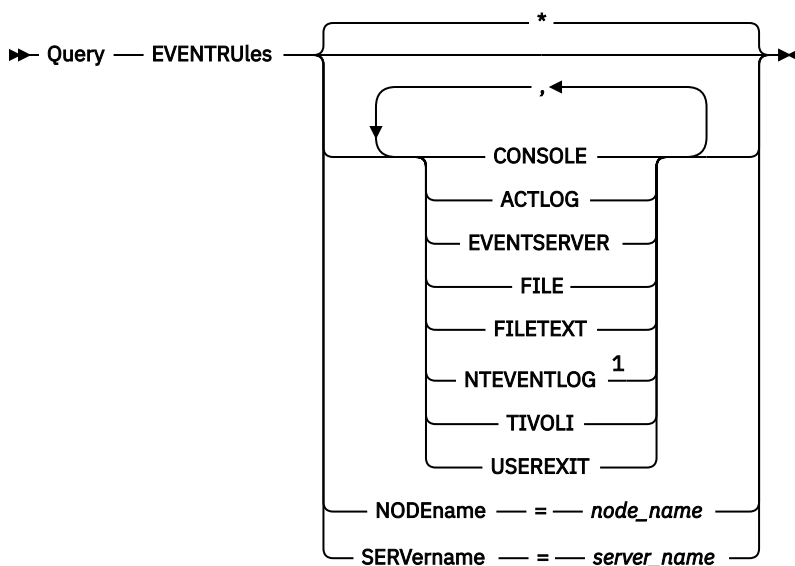 *
Query EVENTRUles
,
CONSOLE
ACTLOG
EVENTSERVER
FILE
FILETEXT
NTEVENTLOG 1
TIVOLI
USEREXIT
NODEname = node_name
SERVername = server_name